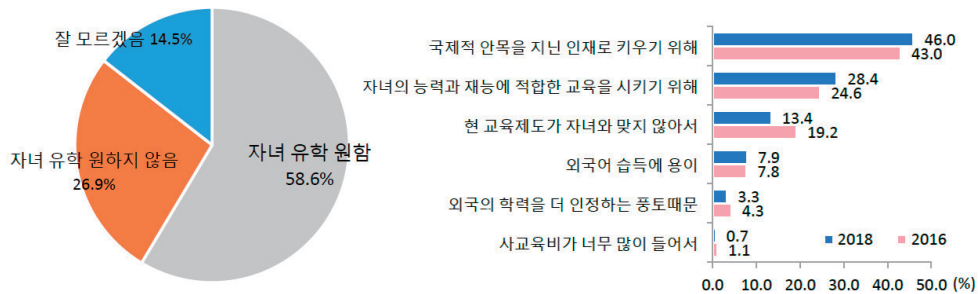 잘 모르겠음 14.5%
자녀 유학 원하지 않음
26.9%
자녀 유학 원함
58.6%
국제적 안목을 지닌 인재로 키우기 위해
46.0
43.0
자녀의 능력과 재능에 적합한 교육을 시키기 위해
28.4
24.6
현 교육제도가 자녀와 맞지 않아서
13.4
19.2
외국어 습득에 용이
7.9
7.8
외국의 학력을 더 인정하는 풍토때문
3.3
4.3
사교육비가 너무 많이 들어서
0.7
1.1
2018 2016
0.0 10.0 20.0 30.0 40.0 50.0 (%)